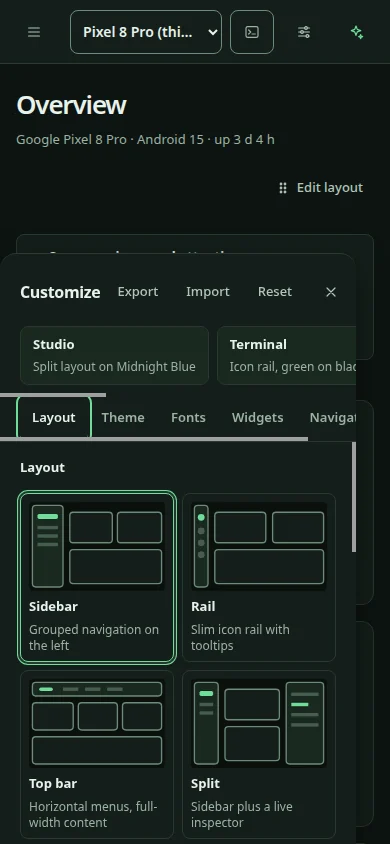 Pixel 8 Pro (thi...
Overview
Google Pixel 8 Pro · Android 15 · up 3 d 4 h
Edit layout
Customize
Export
Import
Reset
Studio
Split layout on Midnight Blue
Terminal
Icon rail, green on blac
Layout
Theme
Fonts
Widgets
Navigat
Layout
Sidebar
Grouped navigation on
the left
Rail
Slim icon rail with
tooltips
Top bar
Horizontal menus, full-
width content
Split
Sidebar plus a live
inspector